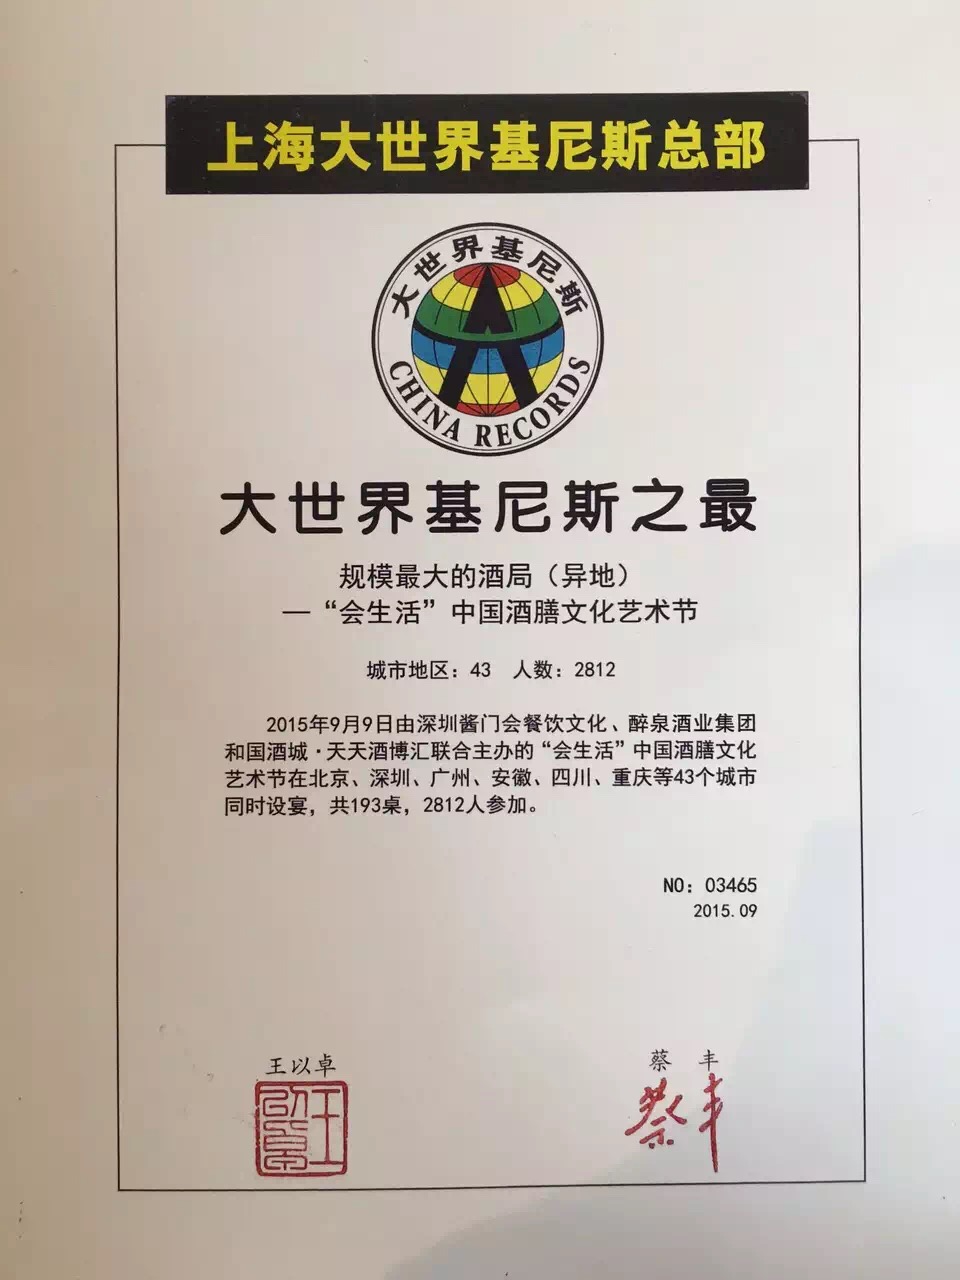 上海大世界基尼斯总部
大世界基尼斯
CHINA RECORDS
大世界基尼斯之最
规模最大的酒局（异地）
—“会生活”中国酒膳文化艺术节
城市地区：43 人数：2812
2015年9月9日由深圳酱门会餐饮文化、醉泉酒业集团
和国酒城·天天酒博汇联合主办的“会生活”中国酒膳文化
艺术节在北京、深圳、广州、安徽、四川、重庆等43个城市
同时设宴，共193桌，2812人参加。
NO：03465
2015.09
王以卓
蔡 丰
蔡丰